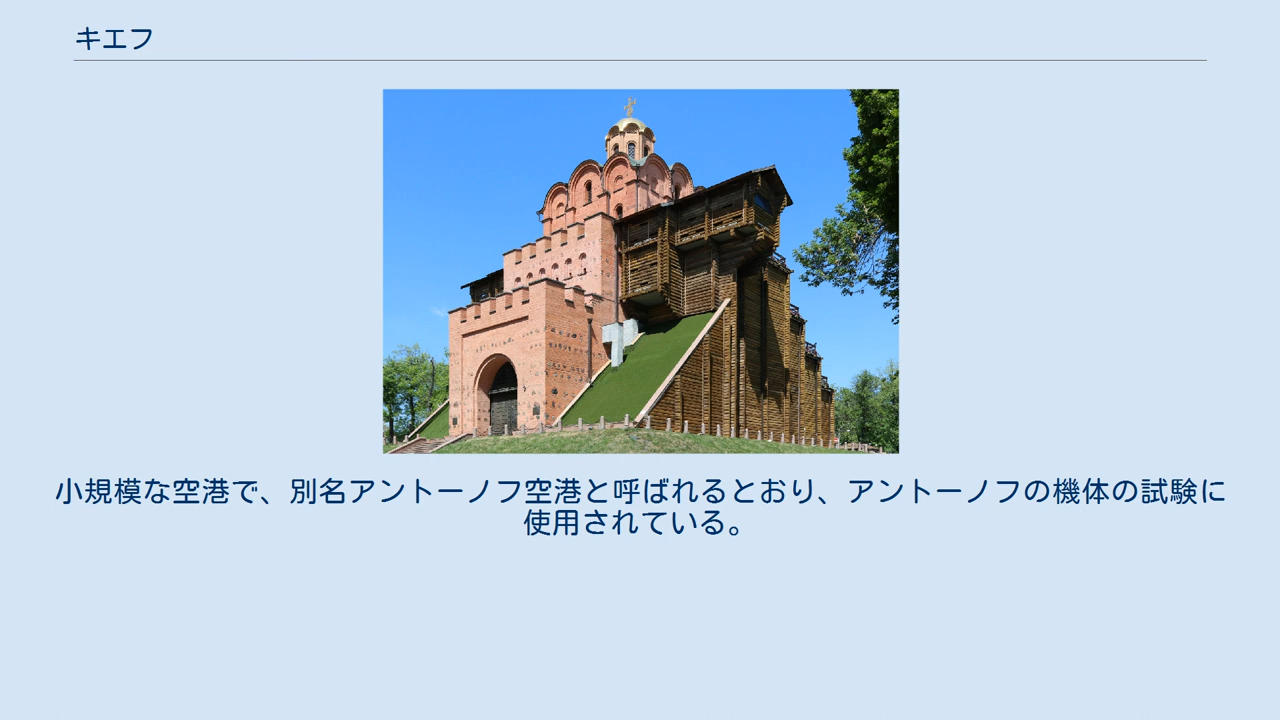 キエフ
小規模な空港で、別名アントーノフ空港と呼ばれるとおり、アントーノフの機体の試験に
使用されている。